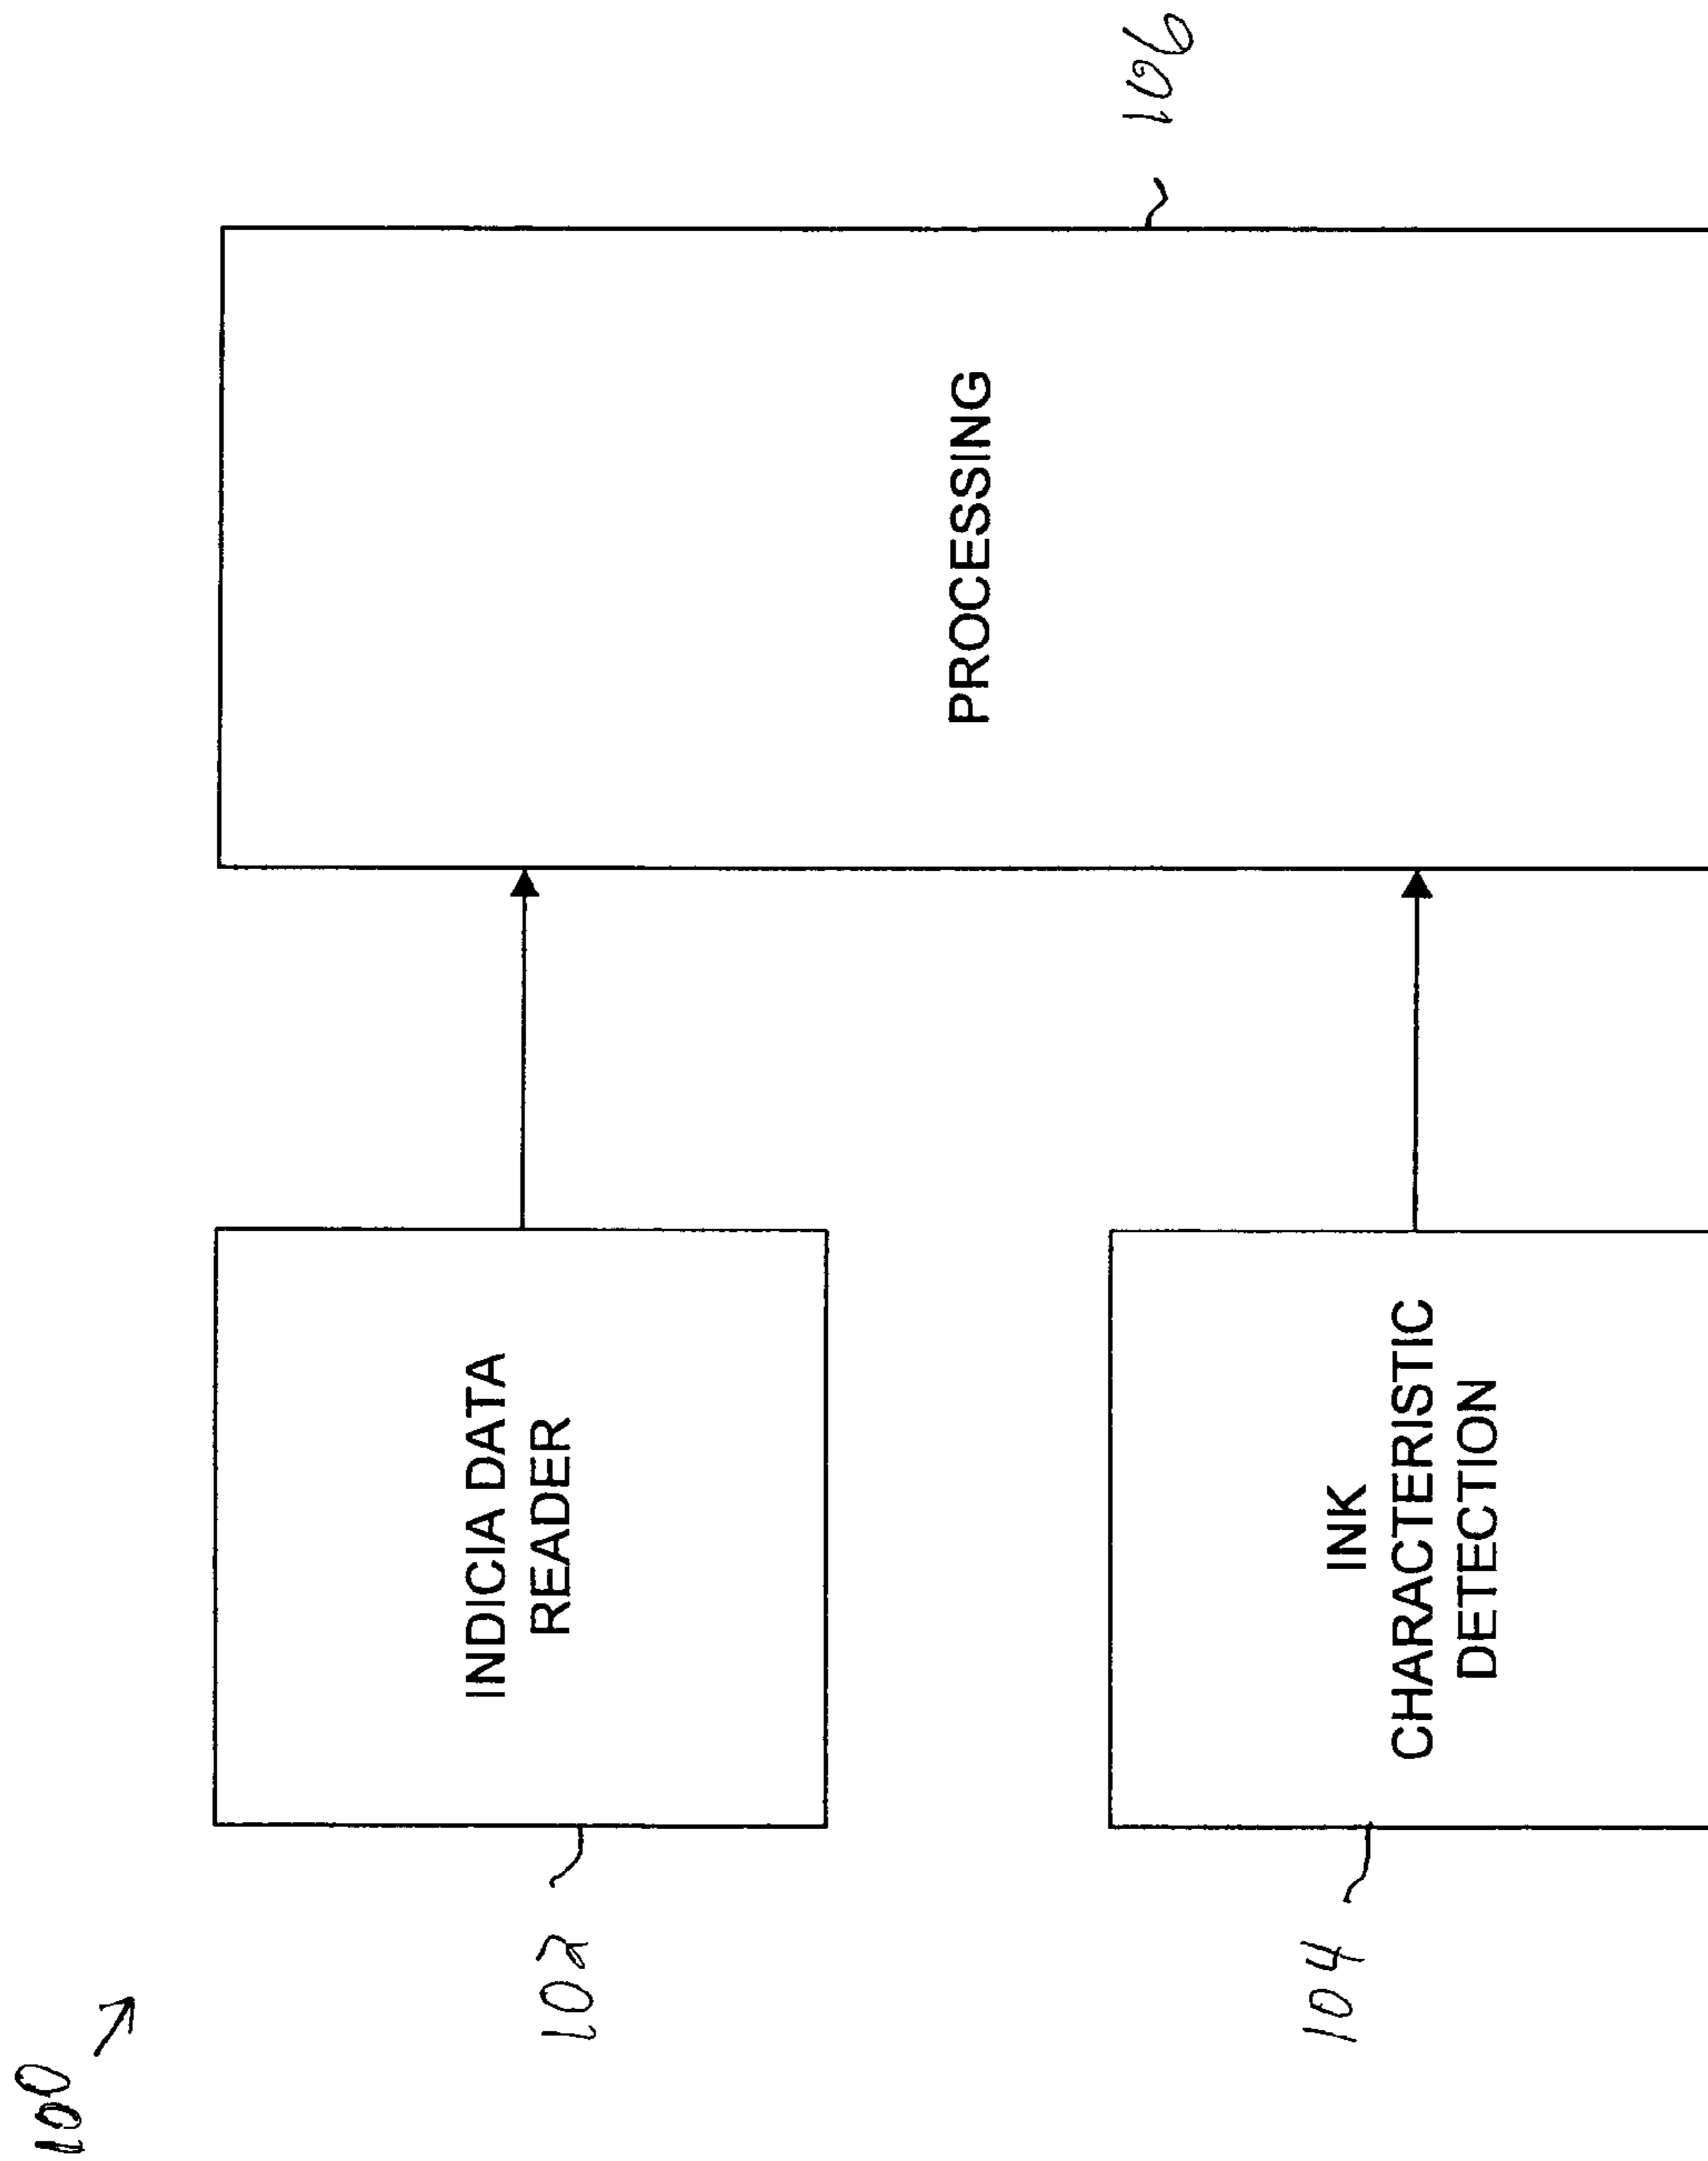 100
102
INDICIA DATA
READER
104
INK
CHARACTERISTIC
DETECTION
PROCESSING
106